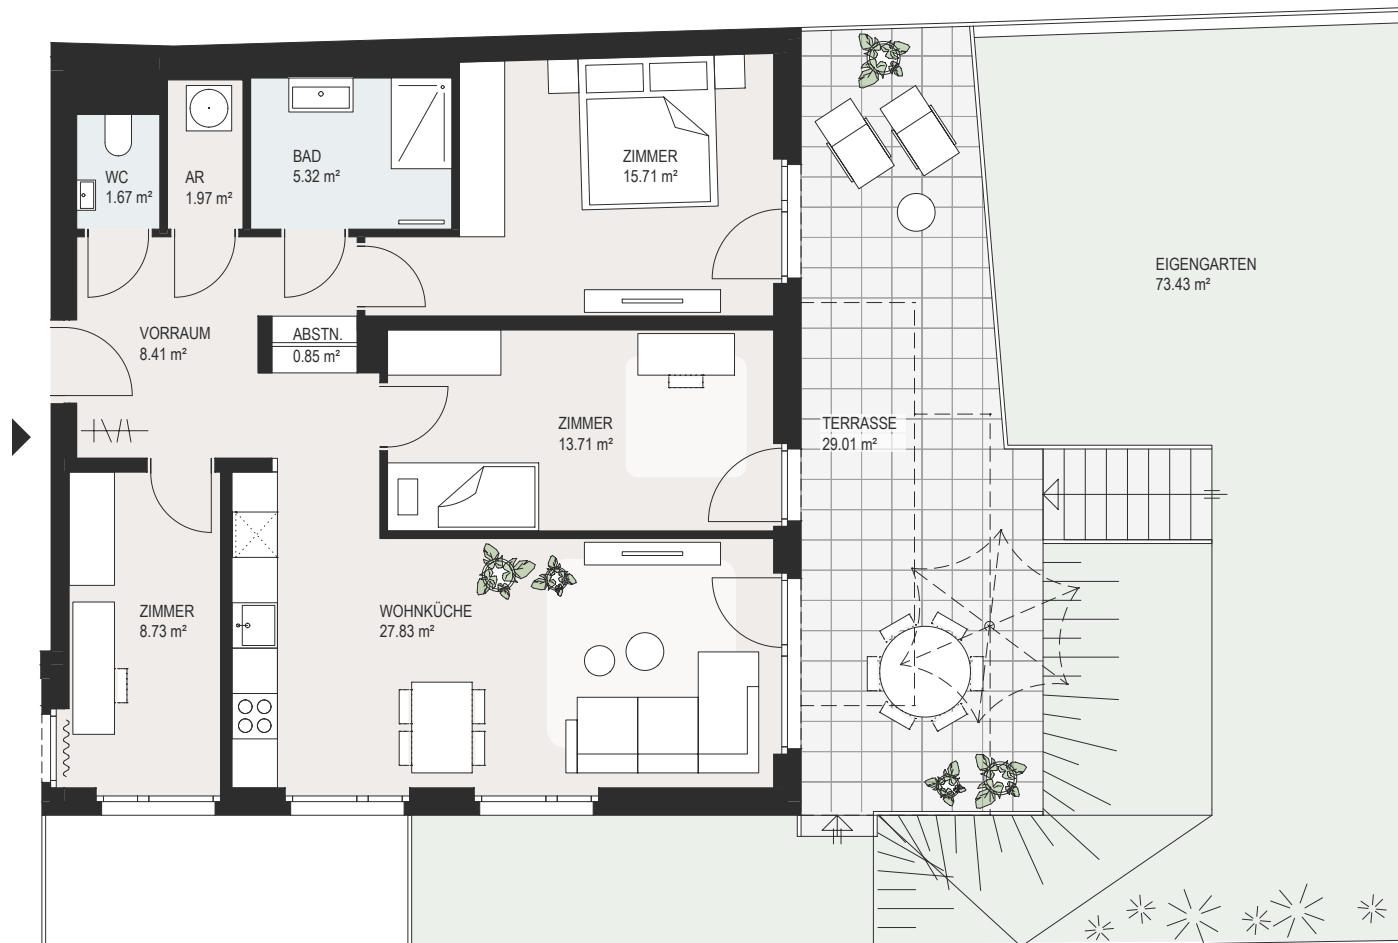 WC
1.67 m²
AR
1.97 m²
BAD
5.32 m²
ZIMMER
15.71 m²
EIGENGARTEN
73.43 m²
VORRAUM
8.41 m²
ABSTN.
0.85 m²
ZIMMER
13.71 m²
TERRASSE
29.01 m²
ZIMMER
8.73 m²
WOHNKÜCHE
27.83 m²